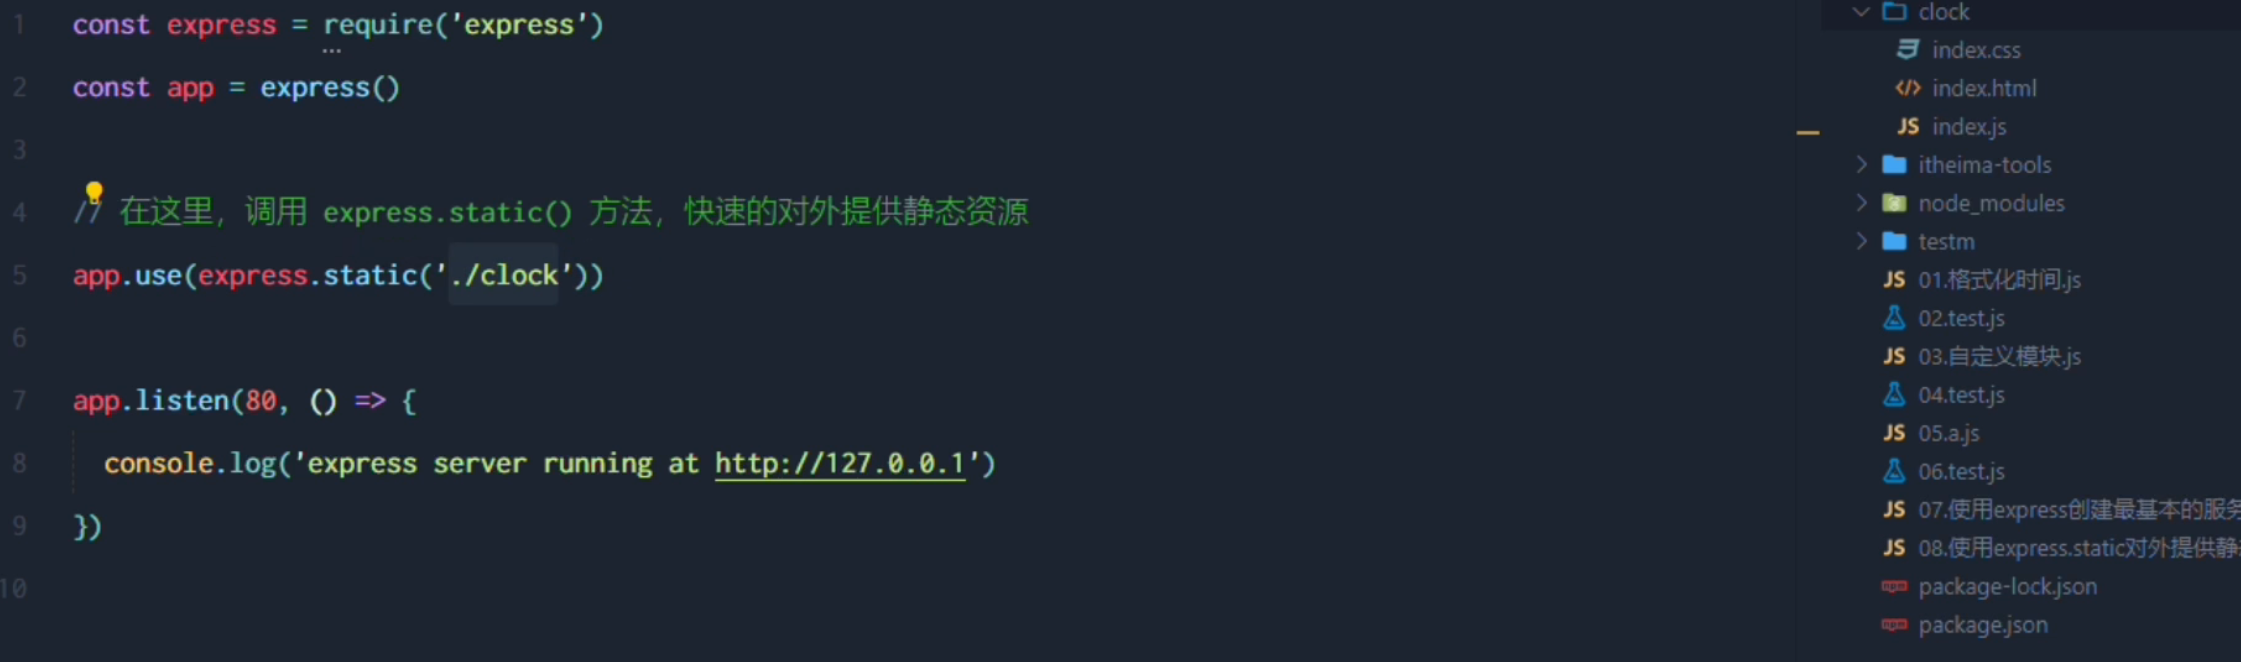 1 const express = require('express')
2 const app = express()
3
4 // 在这里，调用 express.static() 方法，快速的对外提供静态资源
5 app.use(express.static('./clock'))
6
7 app.listen(80, () => {
8 console.log('express server running at http://127.0.0.1')
9 })
10
clock
index.css
index.html
JS index.js
itheima-tools
node_modules
testm
JS 01.格式化时间.js
02.test.js
JS 03.自定义模块.js
04.test.js
JS 05.a.js
06.test.js
JS 07.使用express创建最基本的服务
JS 08.使用express.static对外提供静
package-lock.json
package.json